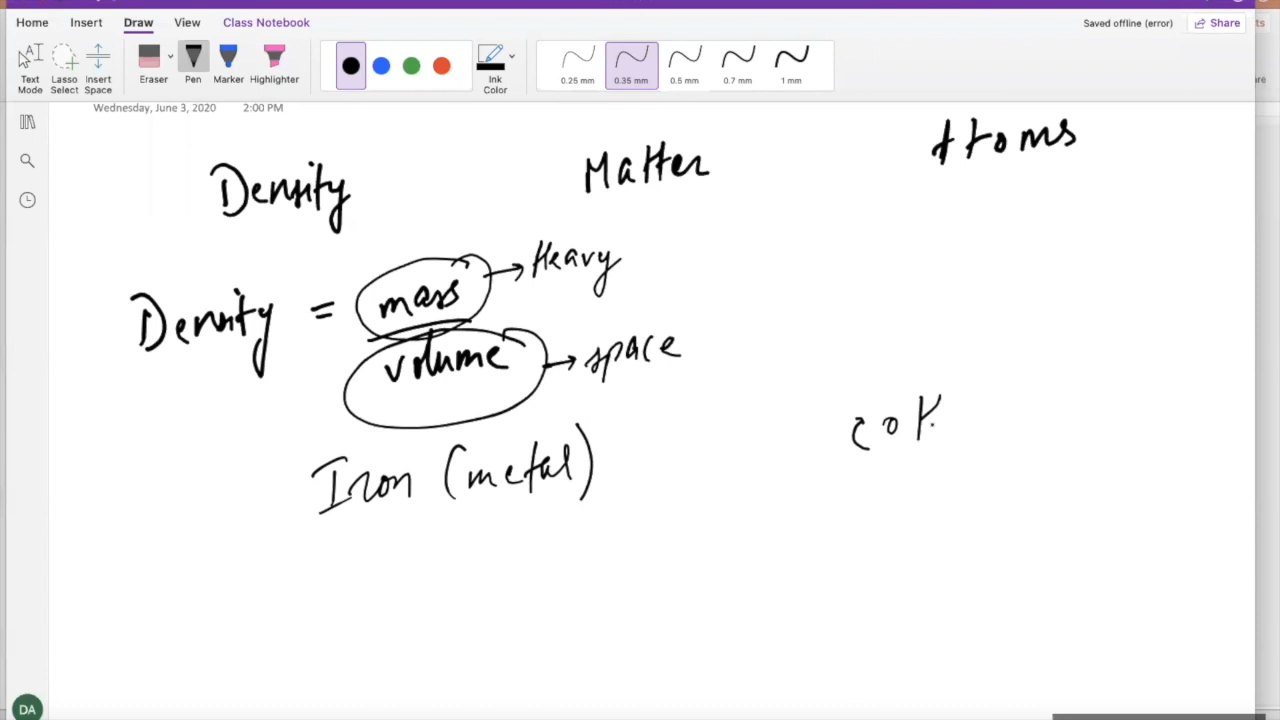 Home Insert Draw View Class Notebook Saved offline (error) Share
Text Mode Lasso Select Insert Space Eraser Pen Marker Highlighter Ink Color 0.25 mm 0.35 mm 0.5 mm 0.7 mm 1 mm
Wednesday, June 3, 2020 2:00 PM
Density Matter Atoms
Density = mass → Heavy
volume → space
Iron (metal)
DA